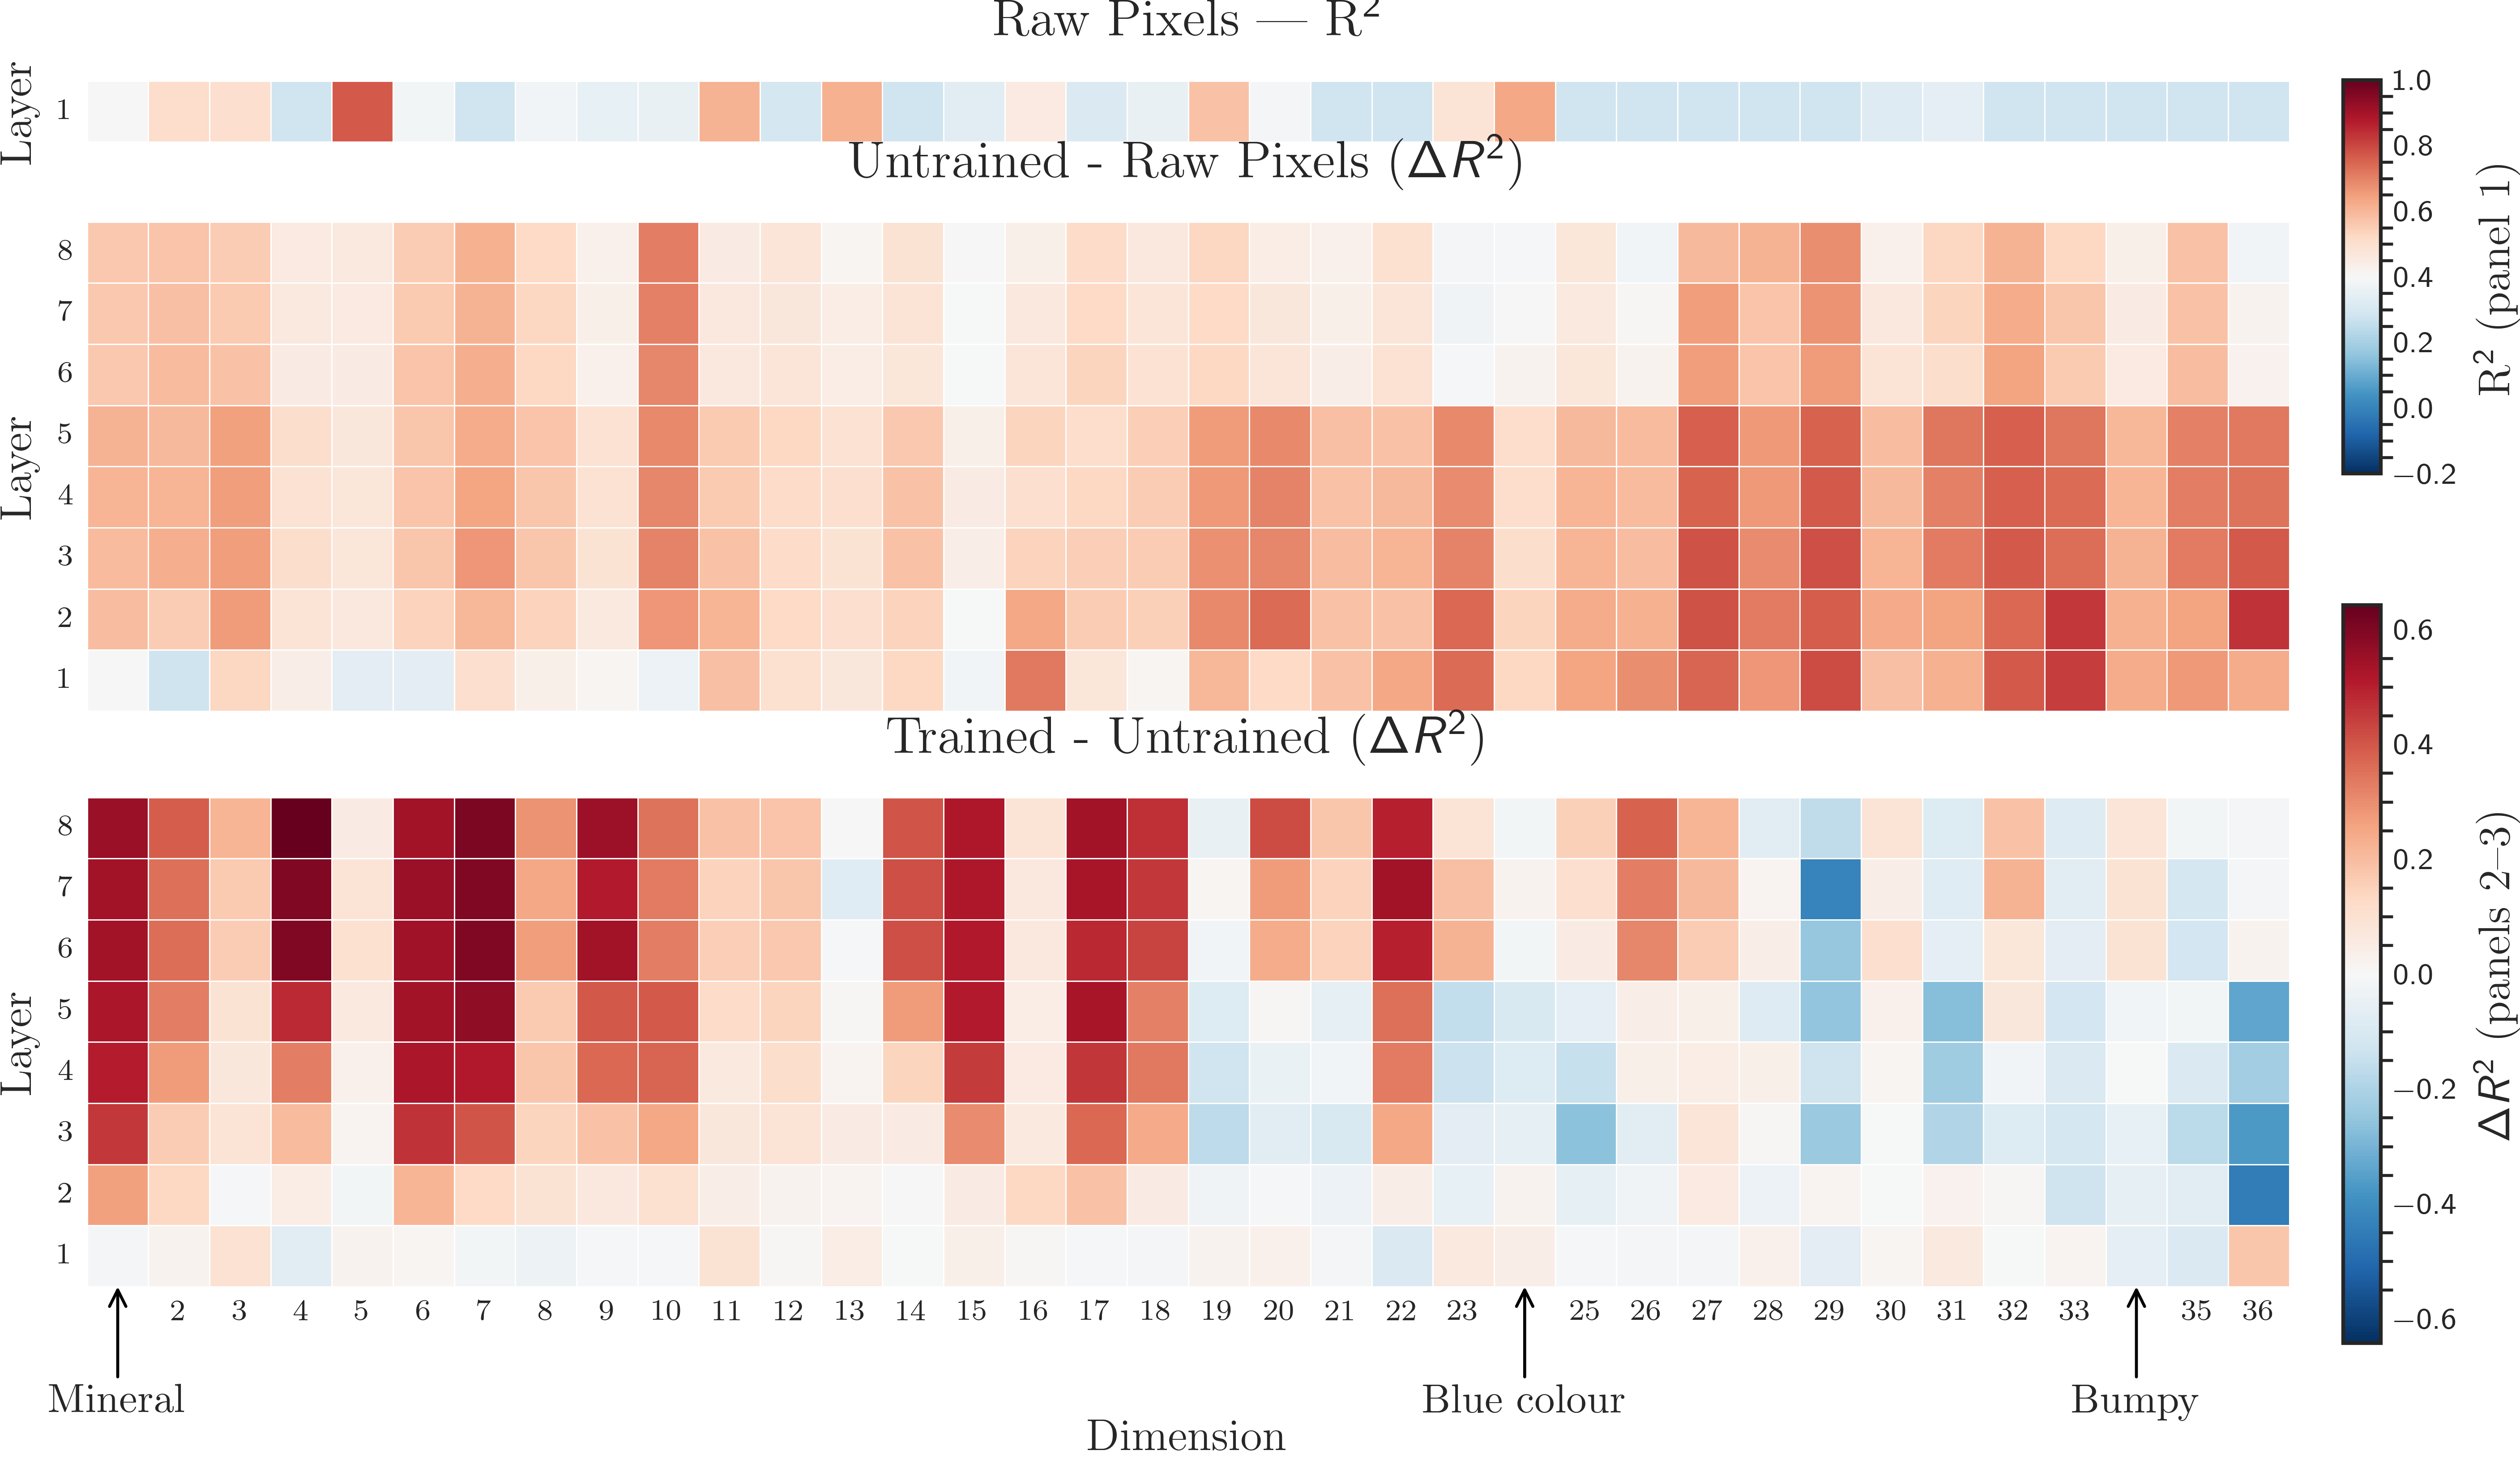 Raw Pixels — R²
Layer
1
Untrained - Raw Pixels (ΔR²)
Layer
8
7
6
5
4
3
2
1
Trained - Untrained (ΔR²)
Layer
8
7
6
5
4
3
2
1
2 3 4 5 6 7 8 9 10 11 12 13 14 15 16 17 18 19 20 21 22 23 25 26 27 28 29 30 31 32 33 35 36
Mineral Blue colour Bumpy
Dimension
1.0
0.8
0.6
0.4
0.2
0.0
−0.2
R² (panel 1)
0.6
0.4
0.2
0.0
−0.2
−0.4
−0.6
ΔR² (panels 2–3)